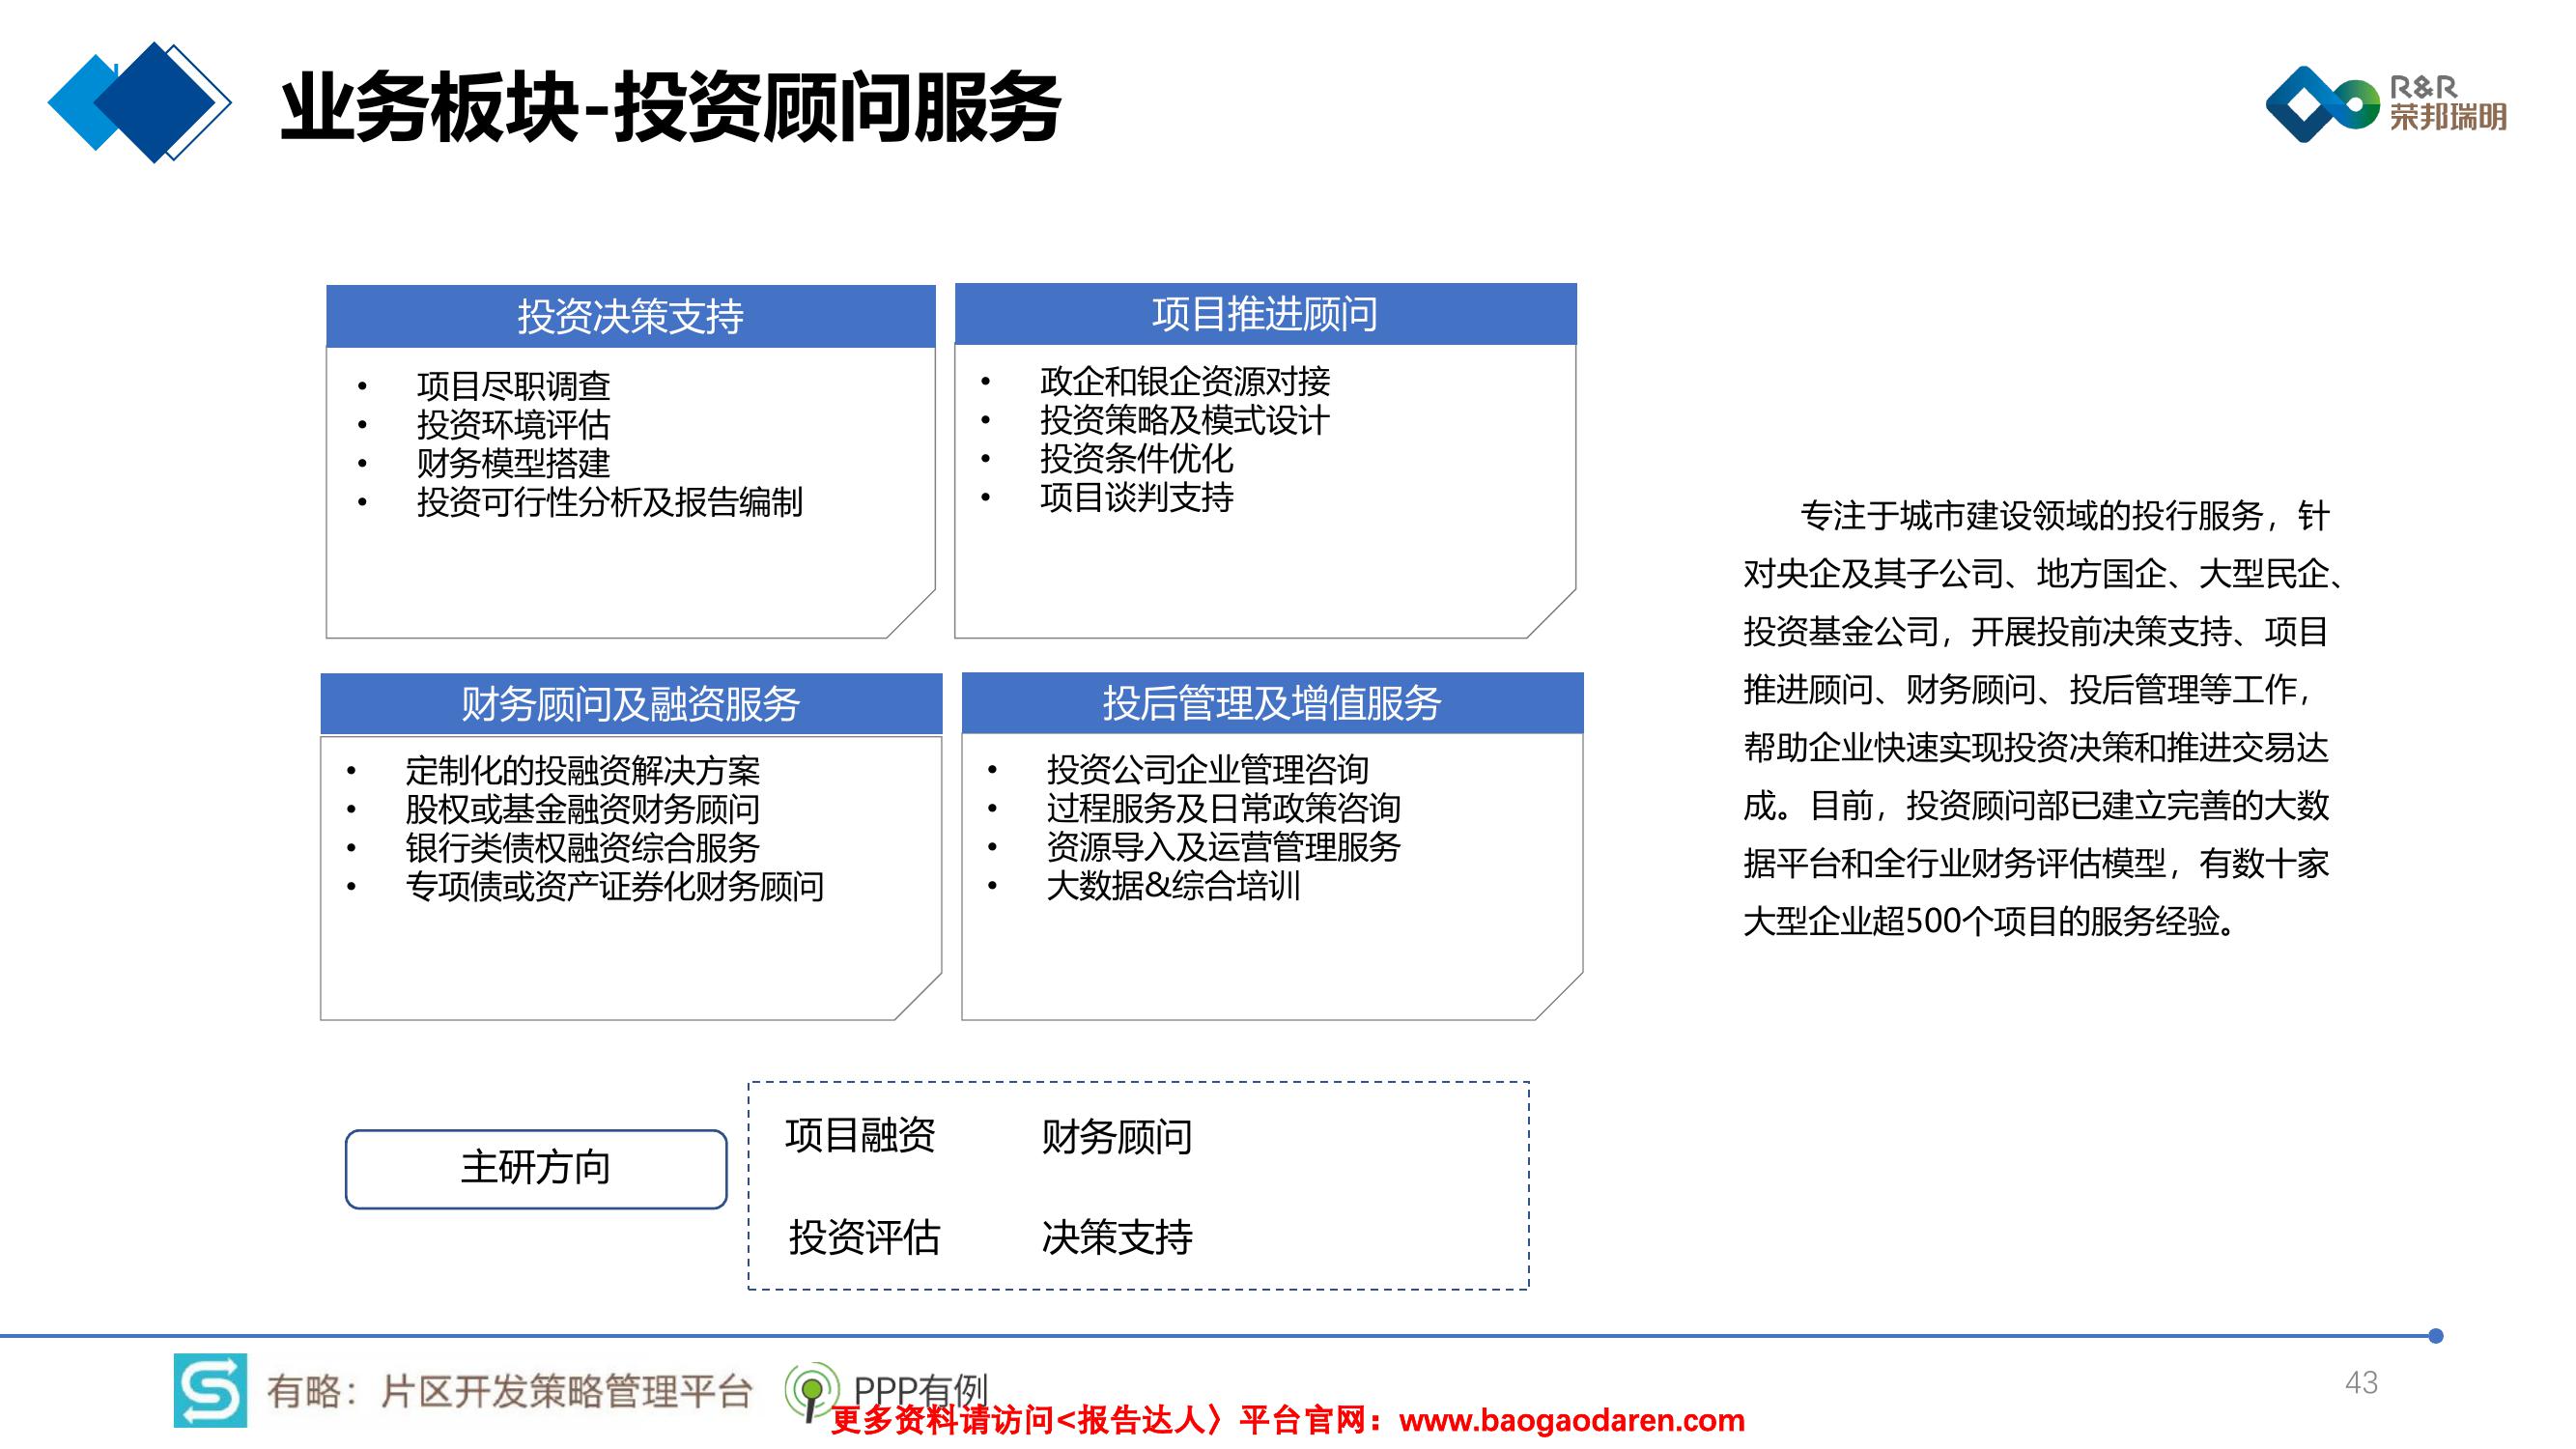 业务板块-投资顾问服务
R&R
荣邦瑞明
投资决策支持
• 项目尽职调查
• 投资环境评估
• 财务模型搭建
• 投资可行性分析及报告编制
项目推进顾问
• 政企和银企资源对接
• 投资策略及模式设计
• 投资条件优化
• 项目谈判支持
财务顾问及融资服务
• 定制化的投融资解决方案
• 股权或基金融资财务顾问
• 银行类债权融资综合服务
• 专项债或资产证券化财务顾问
投后管理及增值服务
• 投资公司企业管理咨询
• 过程服务及日常政策咨询
• 资源导入及运营管理服务
• 大数据&综合培训
专注于城市建设领域的投行服务，针
对央企及其子公司、地方国企、大型民企、
投资基金公司，开展投前决策支持、项目
推进顾问、财务顾问、投后管理等工作，
帮助企业快速实现投资决策和推进交易达
成。目前，投资顾问部已建立完善的大数
据平台和全行业财务评估模型，有数十家
大型企业超500个项目的服务经验。
主研方向
项目融资 财务顾问
投资评估 决策支持
有略：片区开发策略管理平台 PPP有例
43
更多资料请访问<报告达人〉平台官网：www.baogaodaren.com